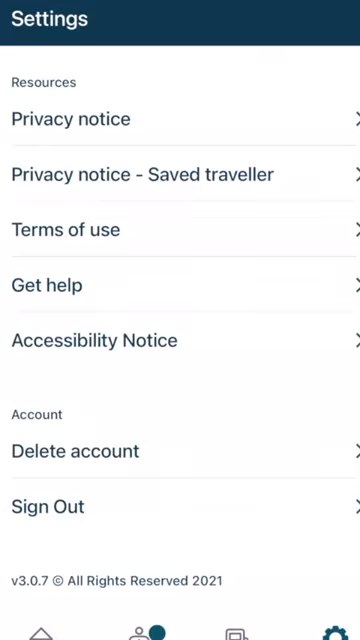 Settings
Resources
Privacy notice
Privacy notice - Saved traveller
Terms of use
Get help
Accessibility Notice
Account
Delete account
Sign Out
v3.0.7 © All Rights Reserved 2021